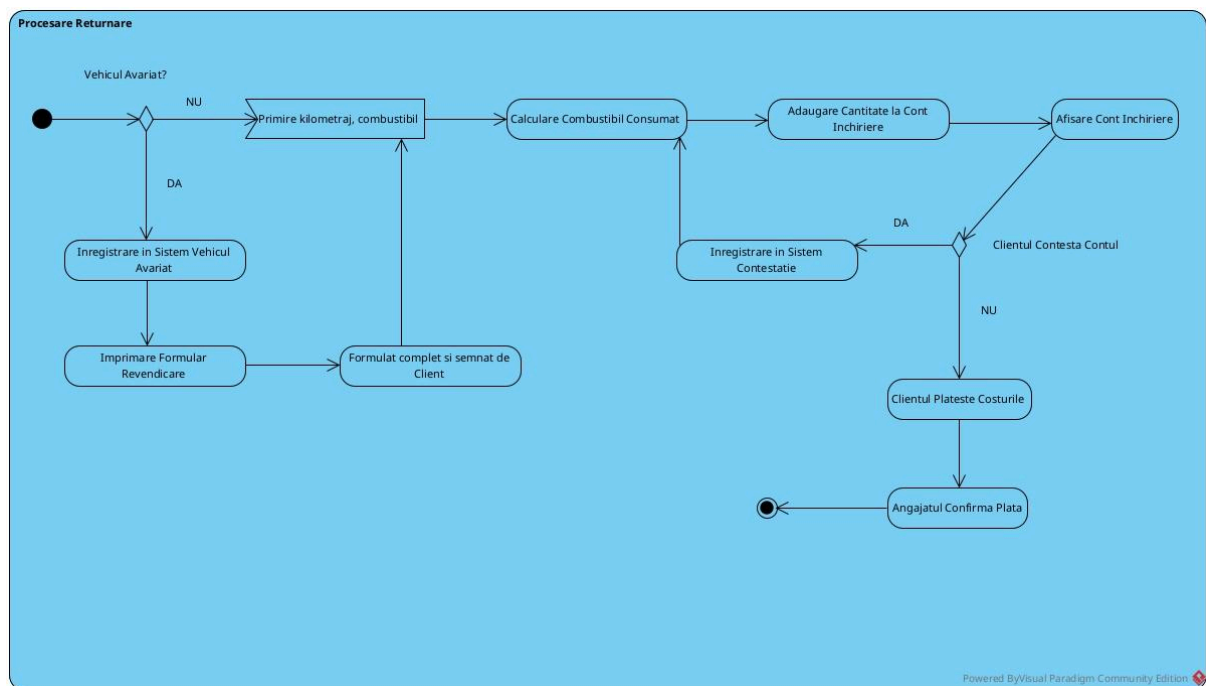 Procesare Returnare
Vehicul Avariat?
NU
Primire kilometraj, combustibil
Calculare Combustibil Consumat
Adaugare Cantitate la Cont
Inchiriere
Afisare Cont Inchiriere
DA
DA
Clientul Contesta Contul
Inregistrare in Sistem Vehicul
Avariat
Inregistrare in Sistem
Contestatie
NU
Imprimare Formular
Revendicare
Formulat complet si semnat de
Client
Clientul Plateste Costurile
Angajatul Confirma Plata
Powered ByVisual Paradigm Community Edition